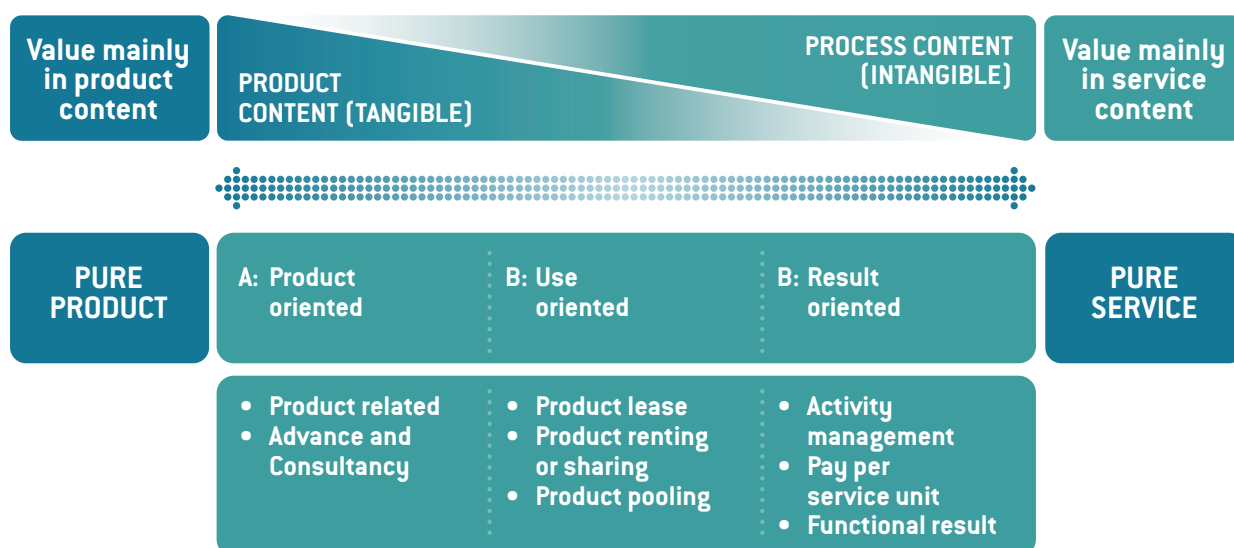 Value mainly
in product
content
PRODUCT
CONTENT (TANGIBLE)
PROCESS CONTENT
(INTANGIBLE)
Value mainly
in service
content
PURE
PRODUCT
A: Product
oriented
B: Use
oriented
B: Result
oriented
PURE
SERVICE
• Product related
• Advance and
Consultancy
• Product lease
• Product renting
or sharing
• Product pooling
• Activity
management
• Pay per
service unit
• Functional result